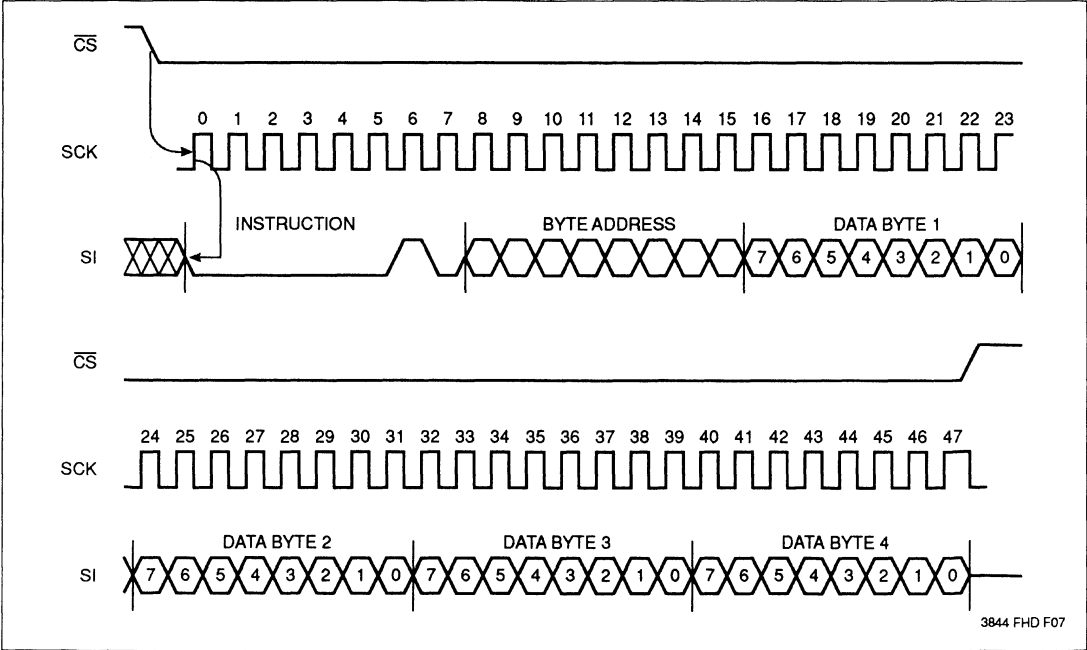 C̅S̅
0 1 2 3 4 5 6 7 8 9 10 11 12 13 14 15 16 17 18 19 20 21 22 23
SCK
INSTRUCTION BYTE ADDRESS DATA BYTE 1
SI 7 6 5 4 3 2 1 0
C̅S̅
24 25 26 27 28 29 30 31 32 33 34 35 36 37 38 39 40 41 42 43 44 45 46 47
SCK
DATA BYTE 2 DATA BYTE 3 DATA BYTE 4
SI 7 6 5 4 3 2 1 0 7 6 5 4 3 2 1 0 7 6 5 4 3 2 1 0
3844 FHD F07